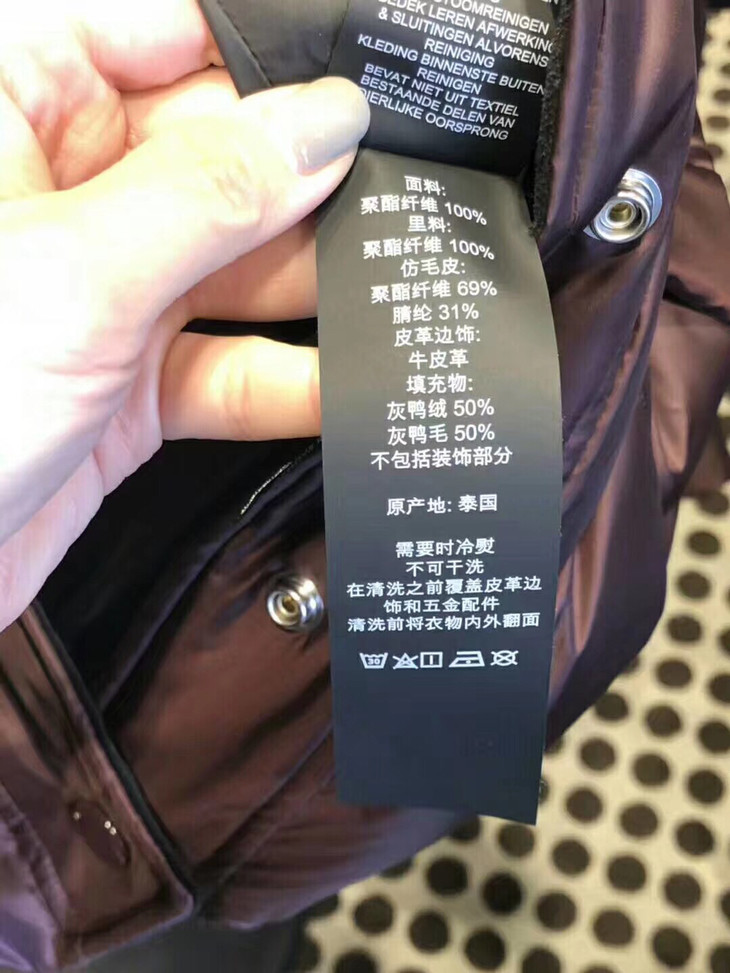 STOOMREINIGEN
BEDEK LEREN AFWERKING
& SLUITINGEN ALVORENS
REINIGING
KLEDING BINNENSTE BUITEN
REINIGEN
BEVAT NIET UIT TEXTIEL
BESTAANDE DELEN VAN
DIERLIJKE OORSPRONG
面料:
聚酯纤维 100%
里料:
聚酯纤维 100%
仿毛皮:
聚酯纤维 69%
腈纶 31%
皮革边饰:
牛皮革
填充物:
灰鸭绒 50%
灰鸭毛 50%
不包括装饰部分
原产地: 泰国
需要时冷熨
不可干洗
在清洗之前覆盖皮革边
饰和五金配件
清洗前将衣物内外翻面
30